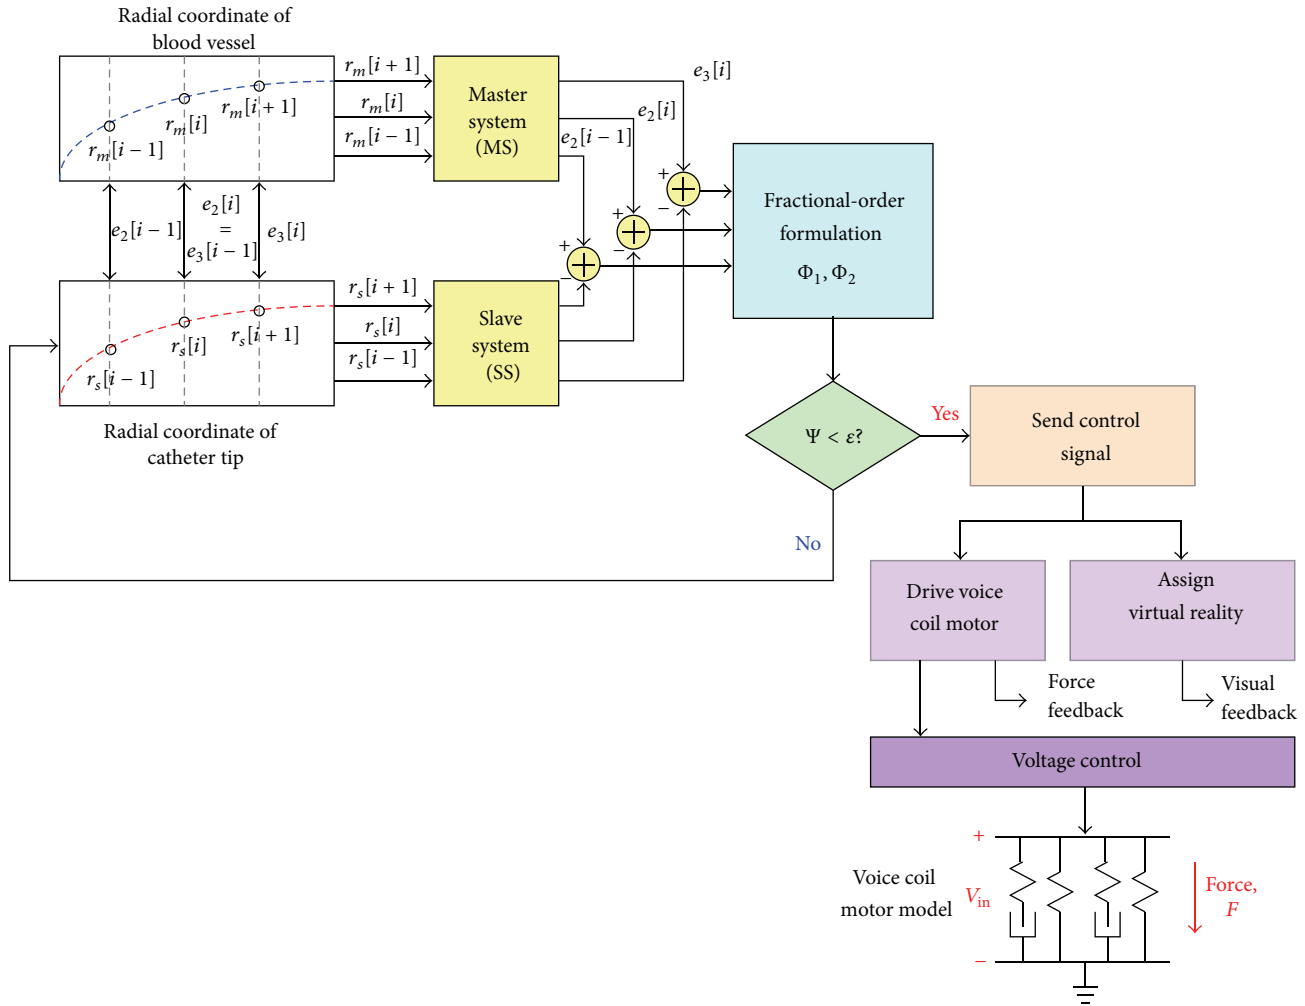 Radial coordinate of
blood vessel
r_m[i + 1]
r_m[i]
r_m[i − 1]
r_m[i + 1]
r_m[i]
r_m[i − 1]
Master
system
(MS)
e_3[i]
e_2[i]
e_2[i − 1]
e_2[i − 1]
e_2[i]
=
e_3[i − 1]
e_3[i]
+
−
+
−
+
−
Fractional-order
formulation
Φ_1, Φ_2
r_s[i + 1]
r_s[i]
r_s[i − 1]
r_s[i + 1]
r_s[i]
r_s[i − 1]
Slave
system
(SS)
Radial coordinate of
catheter tip
Ψ < ε?
Yes
No
Send control
signal
Drive voice
coil motor
Assign
virtual reality
Force
feedback
Visual
feedback
Voltage control
+
Voice coil
motor model
V_in
−
Force,
F